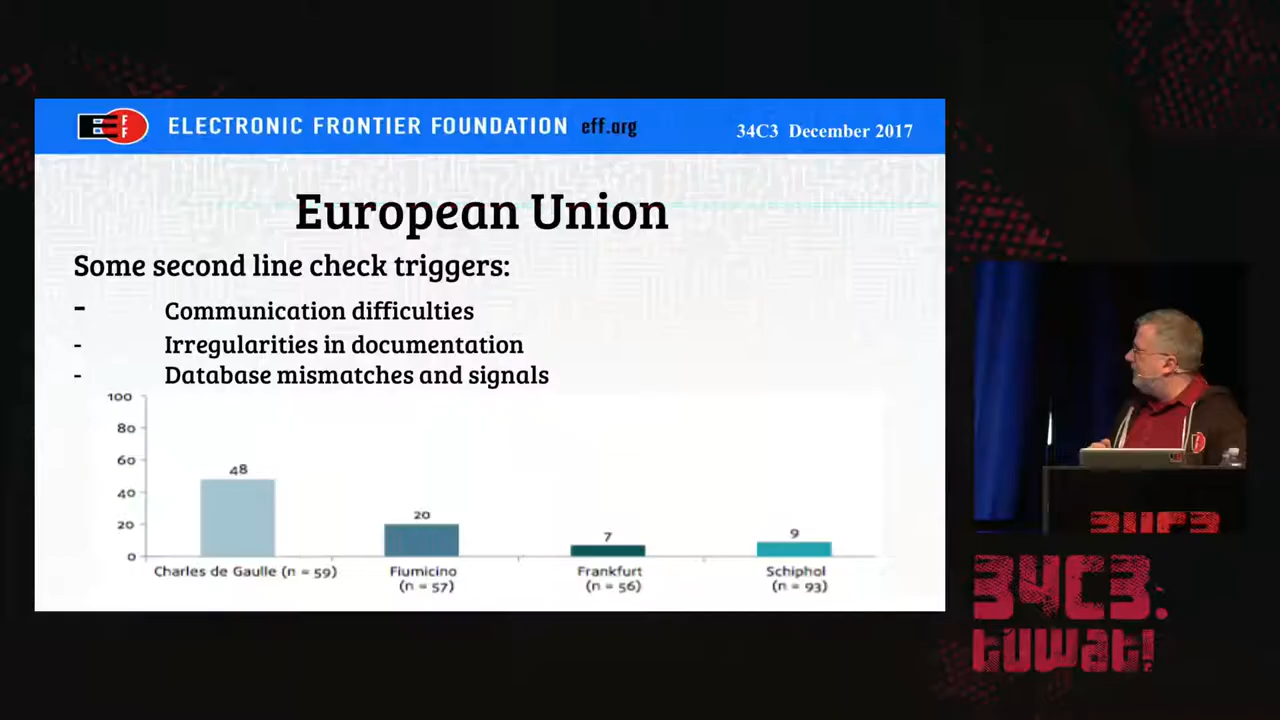 EFF ELECTRONIC FRONTIER FOUNDATION eff.org
34C3 December 2017
European Union
Some second line check triggers:
- Communication difficulties
- Irregularities in documentation
- Database mismatches and signals
100
80
60
40
20
0
48
20
7
9
Charles de Gaulle (n = 59)
Fiumicino
(n = 57)
Frankfurt
(n = 56)
Schiphol
(n = 93)
34C3
34C3.
tuwat!